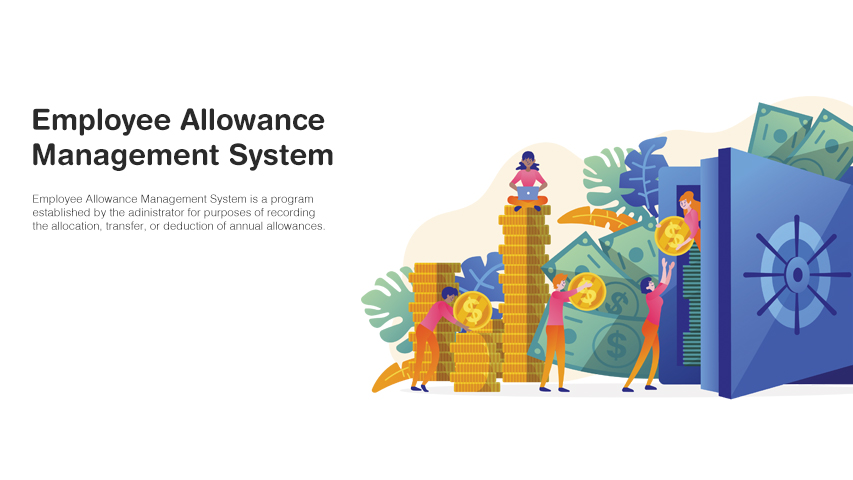 Employee Allowance
Management System
Employee Allowance Management System is a program
established by the adinistrator for purposes of recording
the allocation, transfer, or deduction of annual allowances.
$
$
$
$
$